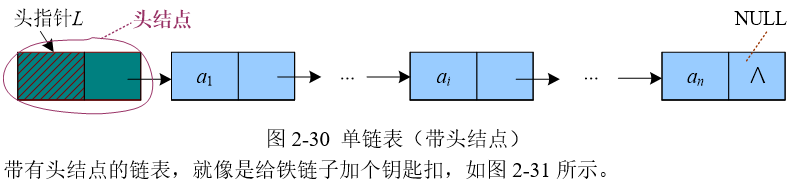 头指针L 头结点 NULL
a1 ... ai ... an ∧
图 2-30 单链表（带头结点）
带有头结点的链表，就像是给铁链子加个钥匙扣，如图 2-31 所示。